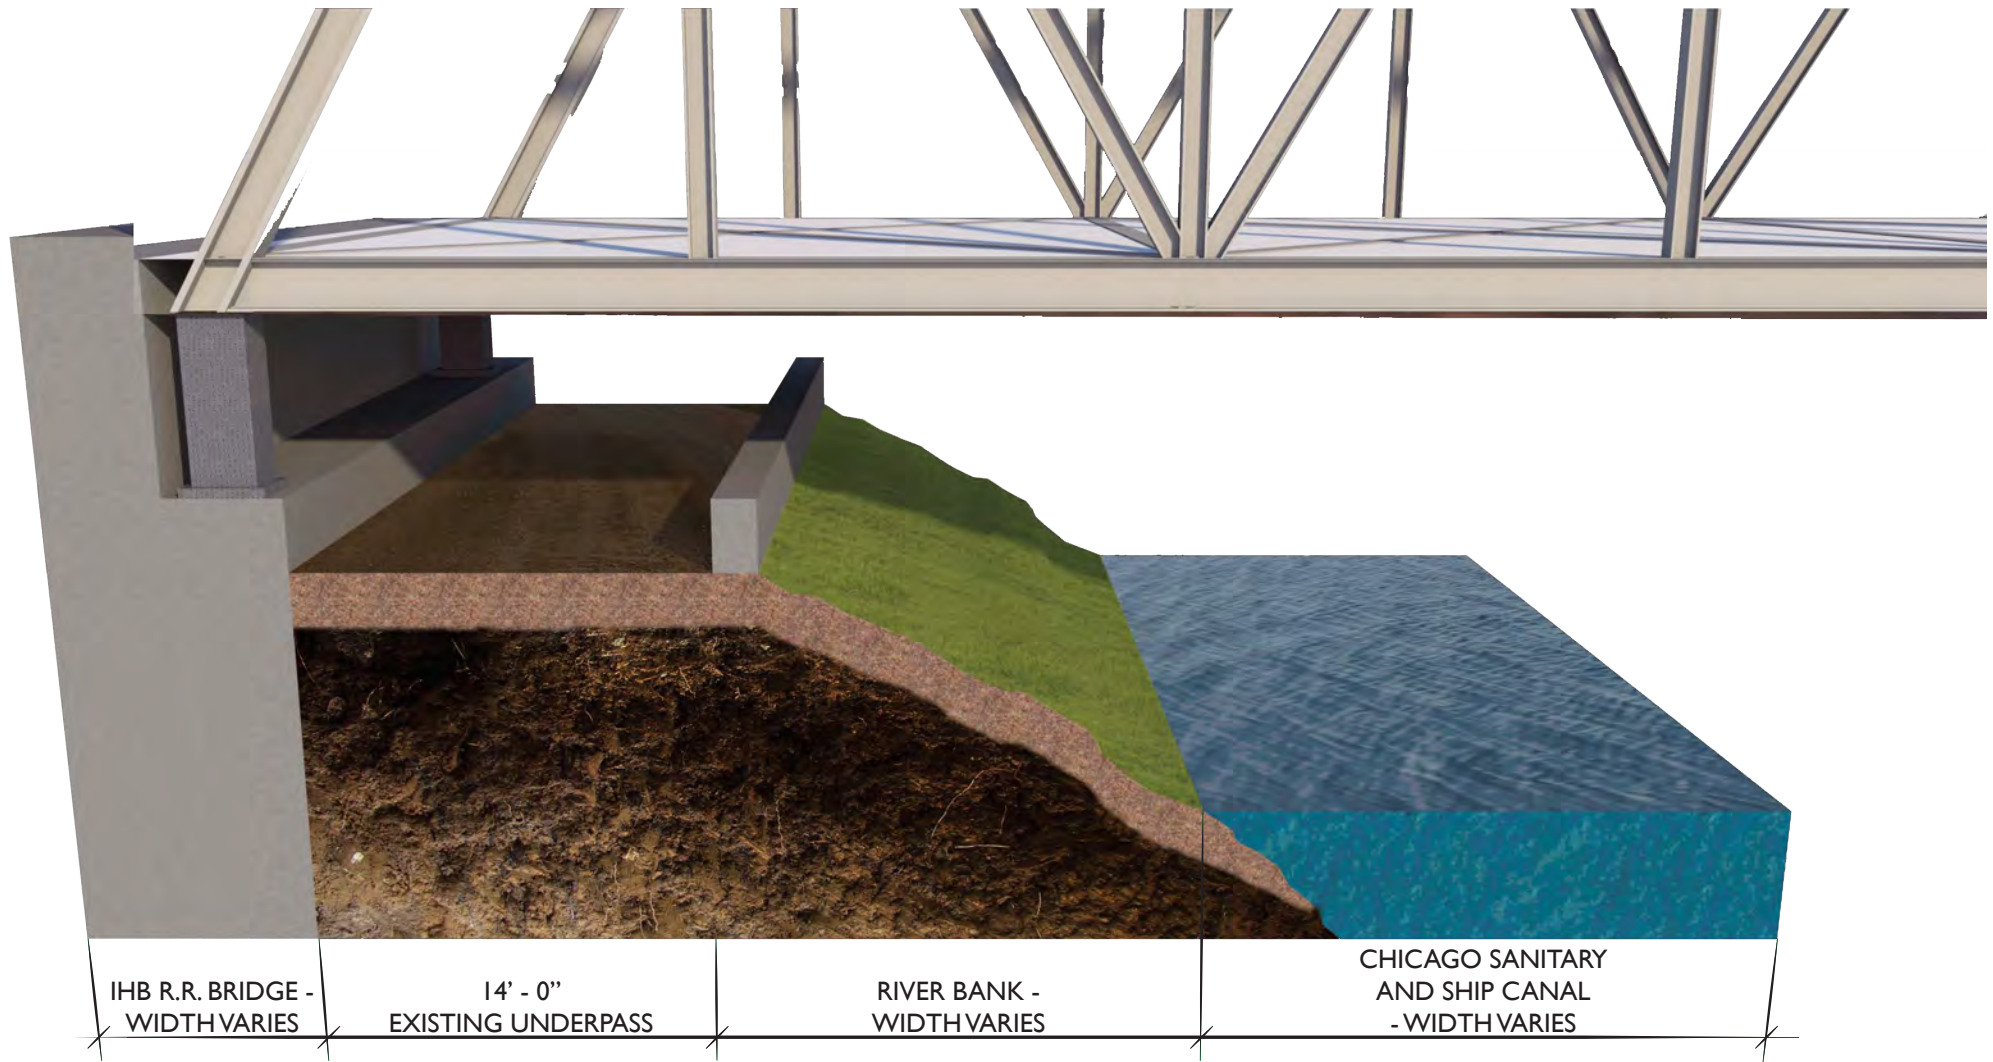 IHB R.R. BRIDGE -
WIDTH VARIES
14' - 0”
EXISTING UNDERPASS
RIVER BANK -
WIDTH VARIES
CHICAGO SANITARY
AND SHIP CANAL
- WIDTH VARIES